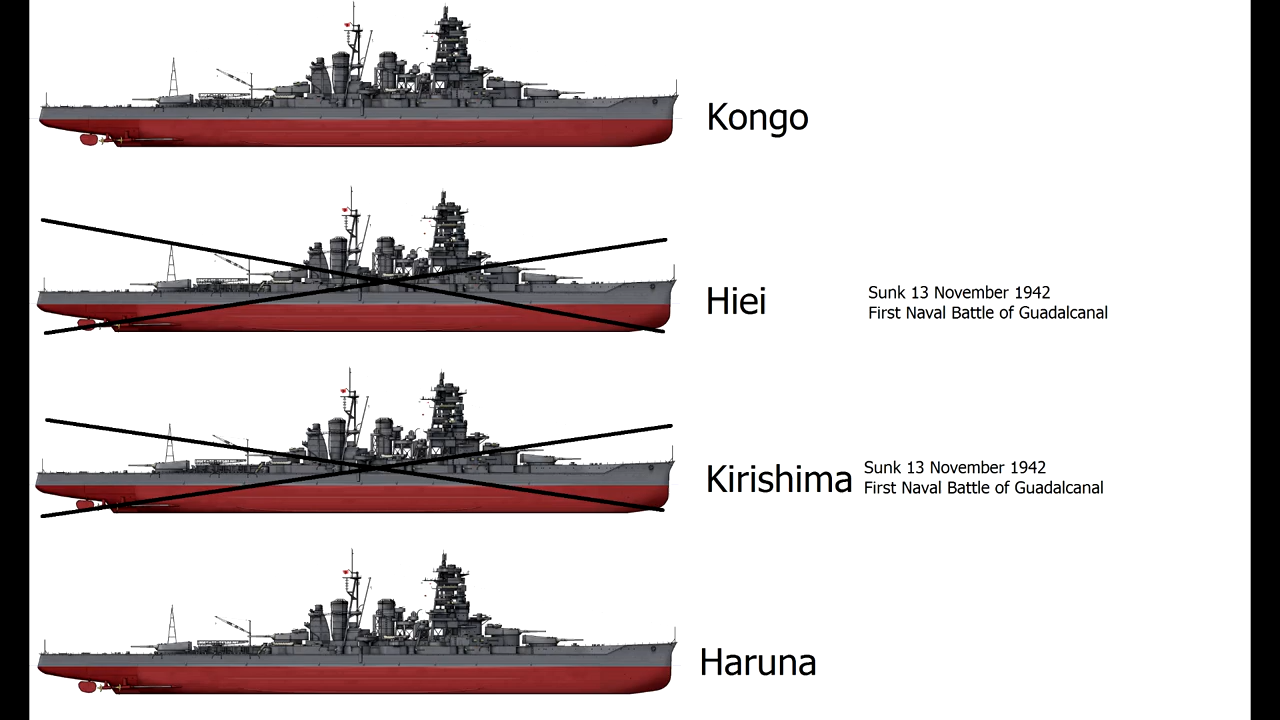 Kongo
Hiei
Sunk 13 November 1942
First Naval Battle of Guadalcanal
Kirishima
Sunk 13 November 1942
First Naval Battle of Guadalcanal
Haruna